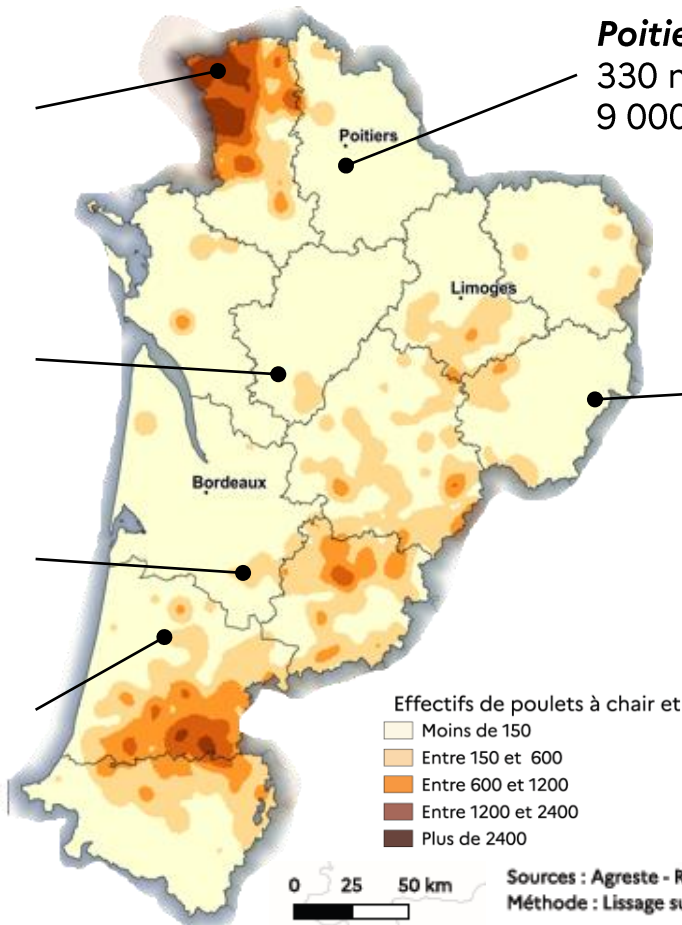 330
9 000
Poitiers
Limoges
Bordeaux
Effectifs de poulets à chair et
Moins de 150
Entre 150 et 600
Entre 600 et 1200
Entre 1200 et 2400
Plus de 2400
0 25 50 km
Sources : Agreste -
Méthode : Lissage